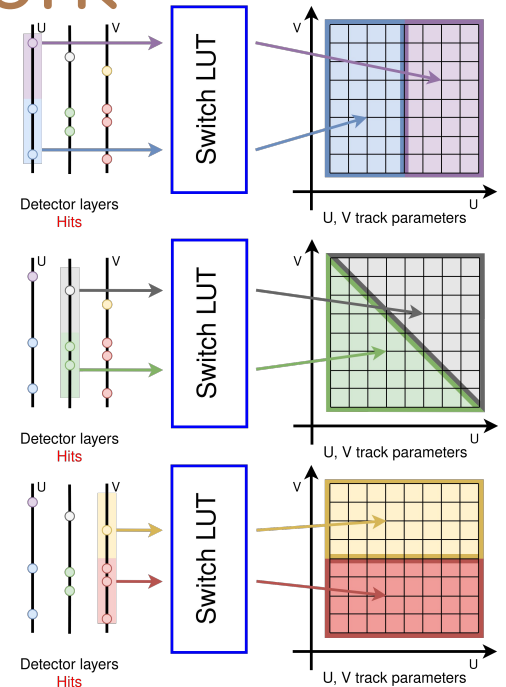 U V
Switch LUT
V
U
Detector layers
Hits
U, V track parameters
U V
Switch LUT
V
U
Detector layers
Hits
U, V track parameters
U V
Switch LUT
V
U
Detector layers
Hits
U, V track parameters